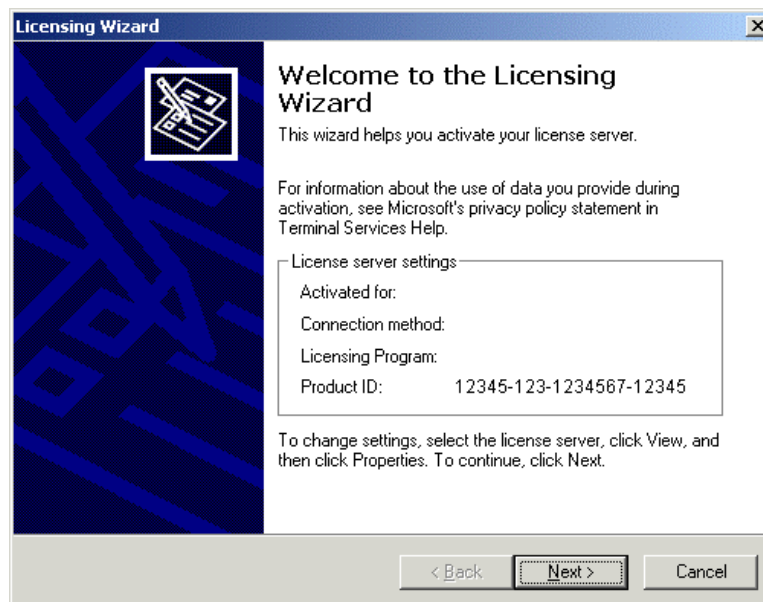 Licensing Wizard
Welcome to the Licensing
Wizard
This wizard helps you activate your license server.
For information about the use of data you provide during
activation, see Microsoft's privacy policy statement in
Terminal Services Help.
License server settings
Activated for:
Connection method:
Licensing Program:
Product ID: 12345-123-1234567-12345
To change settings, select the license server, click View, and
then click Properties. To continue, click Next.
< Back Next > Cancel